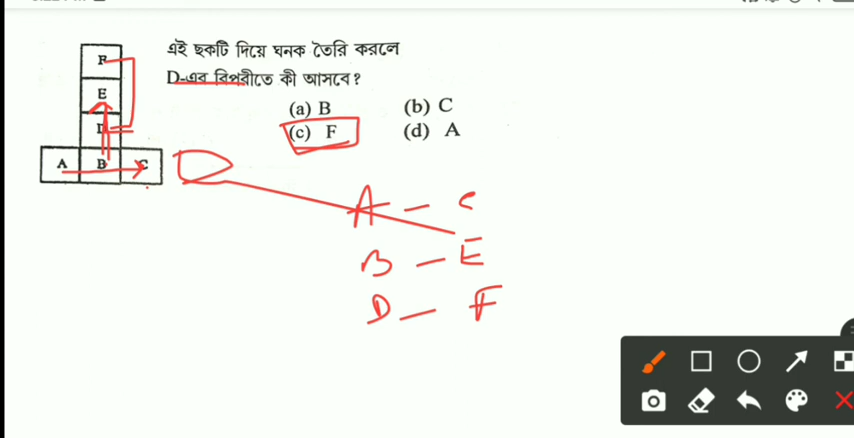 এই ছকটি দিয়ে ঘনক তৈরি করলে
D-এর বিপরীতে কী আসবে?
(a) B (b) C
(c) F (d) A
F
E
D
A B C
D
A – C
B – E
D – F